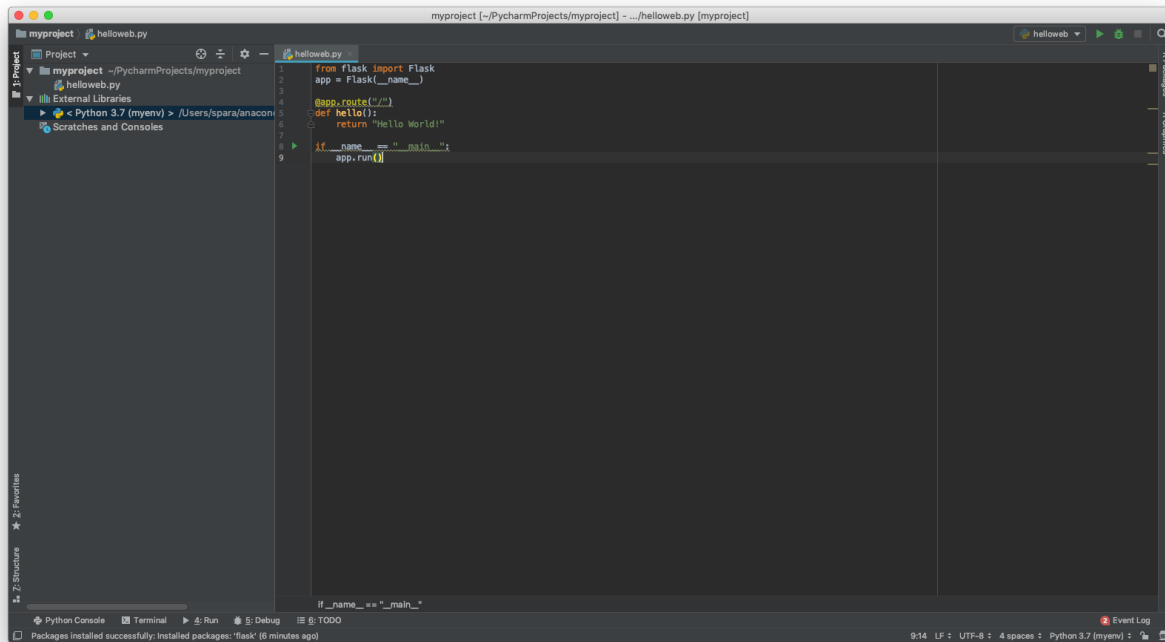 myproject [~/PycharmProjects/myproject] - .../helloweb.py [myproject]
myproject helloweb.py
helloweb
Project
helloweb.py
1: Project
myproject ~/PycharmProjects/myproject
helloweb.py
External Libraries
< Python 3.7 (myenv) > /Users/spara/anacon
Scratches and Consoles
1 from flask import Flask
2 app = Flask(__name__)
3
4 @app.route("/")
5 def hello():
6 return "Hello World!"
7
8 if __name__ == "__main__":
9 app.run()
2: Favorites
7: Structure
if __name__ == "__main__"
Python Console Terminal 4: Run 5: Debug 6: TODO
2 Event Log
Packages installed successfully: Installed packages: 'flask' (6 minutes ago)
9:14 LF UTF-8 4 spaces Python 3.7 (myenv)